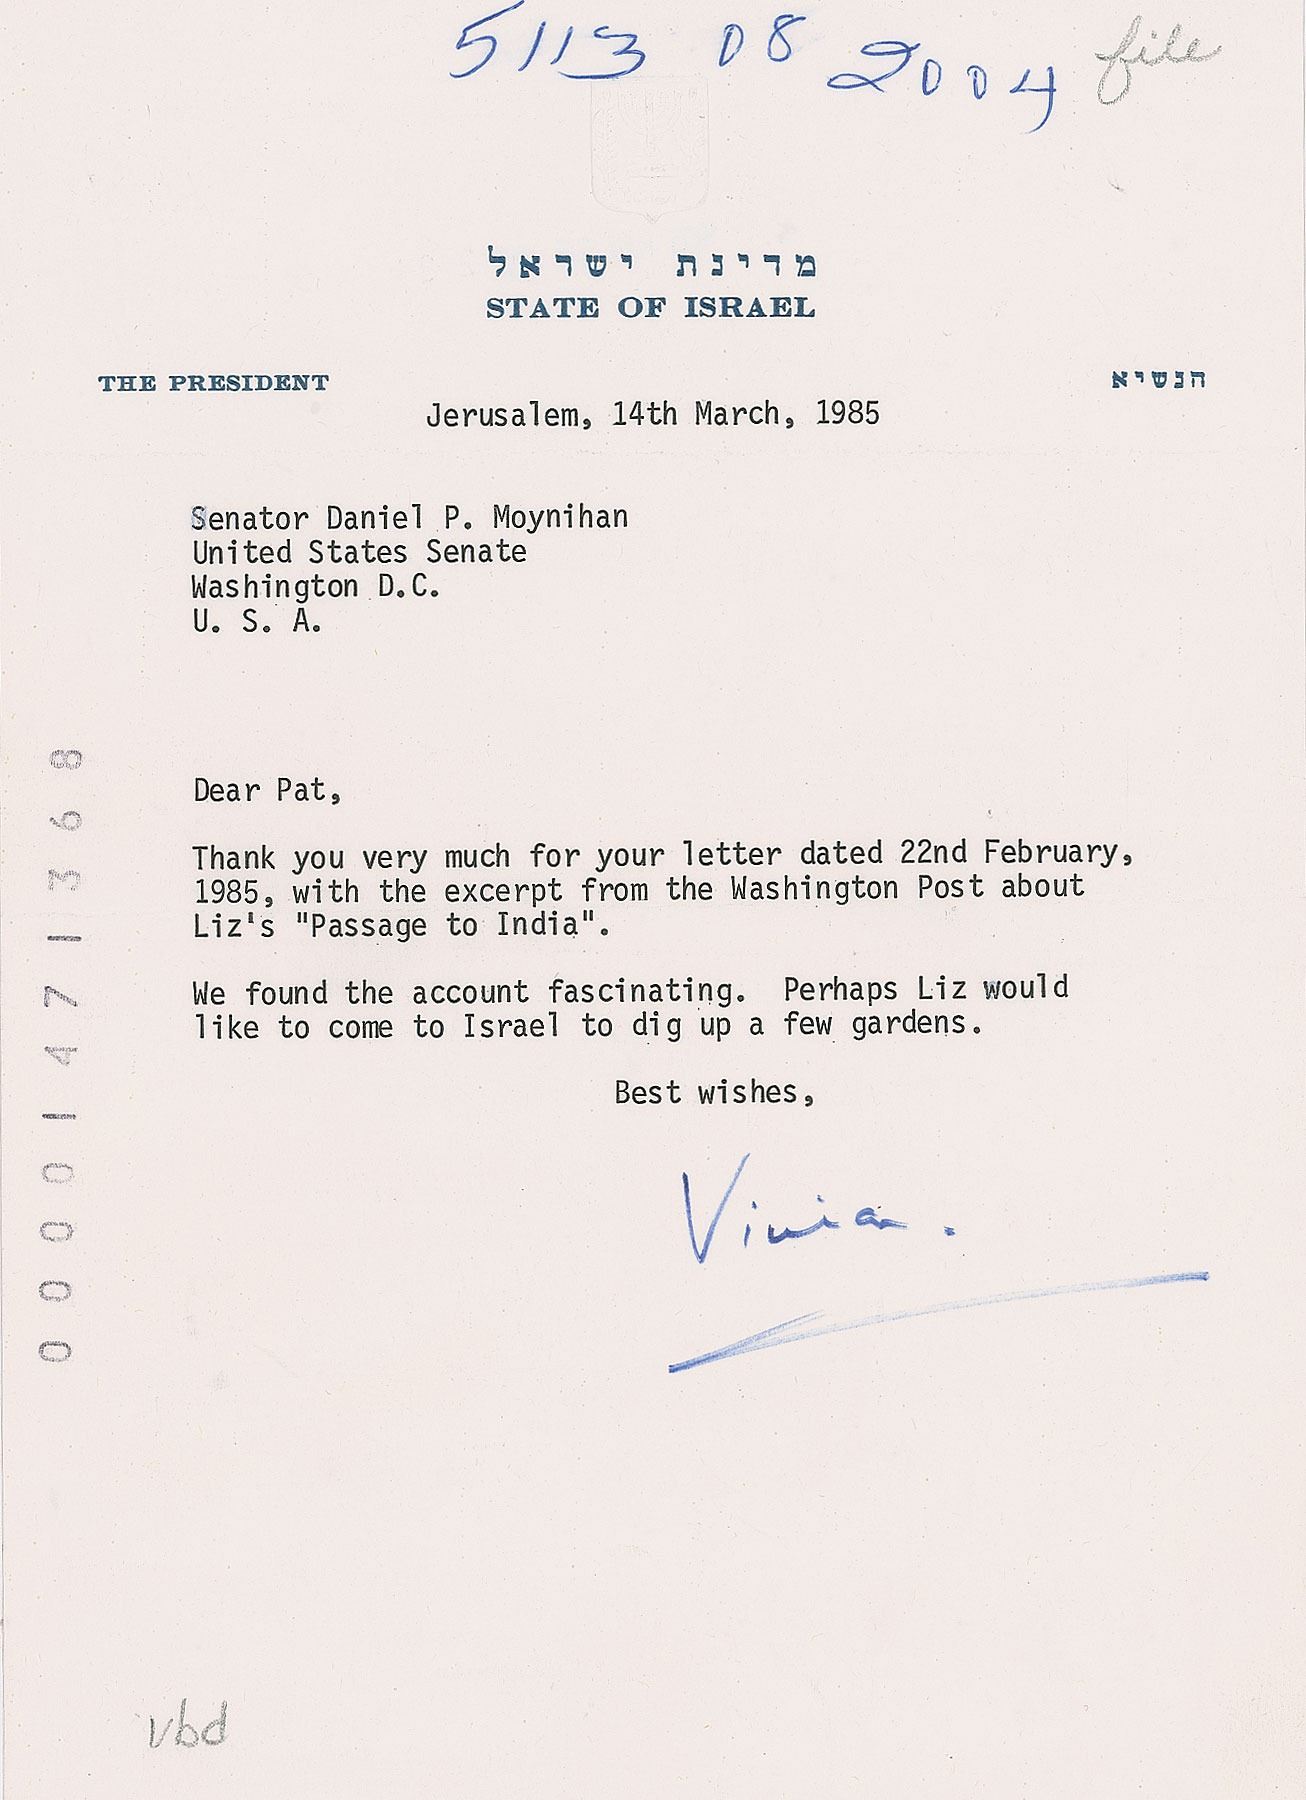 5113 08 2004 file
מדינת ישראל
STATE OF ISRAEL
THE PRESIDENT הנשיא
Jerusalem, 14th March, 1985
Senator Daniel P. Moynihan
United States Senate
Washington D.C.
U. S. A.
Dear Pat,
Thank you very much for your letter dated 22nd February,
1985, with the excerpt from the Washington Post about
Liz's "Passage to India".
We found the account fascinating.  Perhaps Liz would
like to come to Israel to dig up a few gardens.
Best wishes,
Vivian.
00001471368
vbd